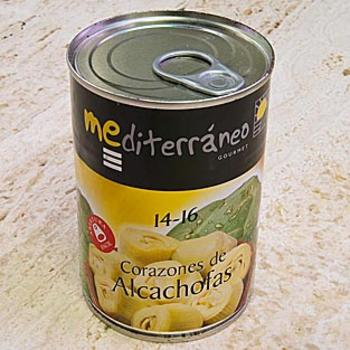 mediterráneo
GOURMET
14-16
Corazones de
Alcachofas